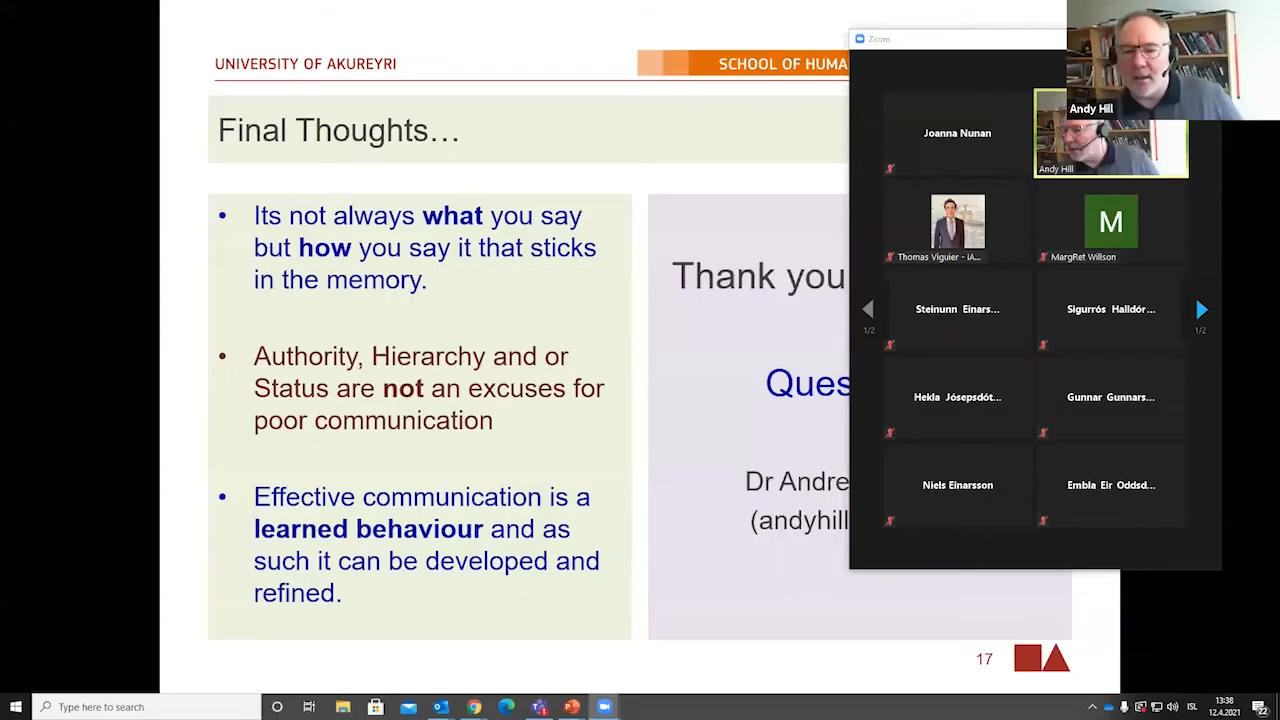 UNIVERSITY OF AKUREYRI
SCHOOL OF HUMA
Final Thoughts…
• Its not always what you say
but how you say it that sticks
in the memory.
• Authority, Hierarchy and or
Status are not an excuses for
poor communication
• Effective communication is a
learned behaviour and as
such it can be developed and
refined.
Thank you
Ques
Dr Andre
(andyhill
17
Zoom
Andy Hill
Joanna Nunan
Andy Hill
Thomas Viguier - iA...
M
MargRet Willson
Steinunn Einars...
Sigurrós Halldór...
1/2
1/2
Hekla Jósepsdót...
Gunnar Gunnars...
Niels Einarsson
Embla Eir Oddsd...
Type here to search
ISL
13:38
12.4.2021
22